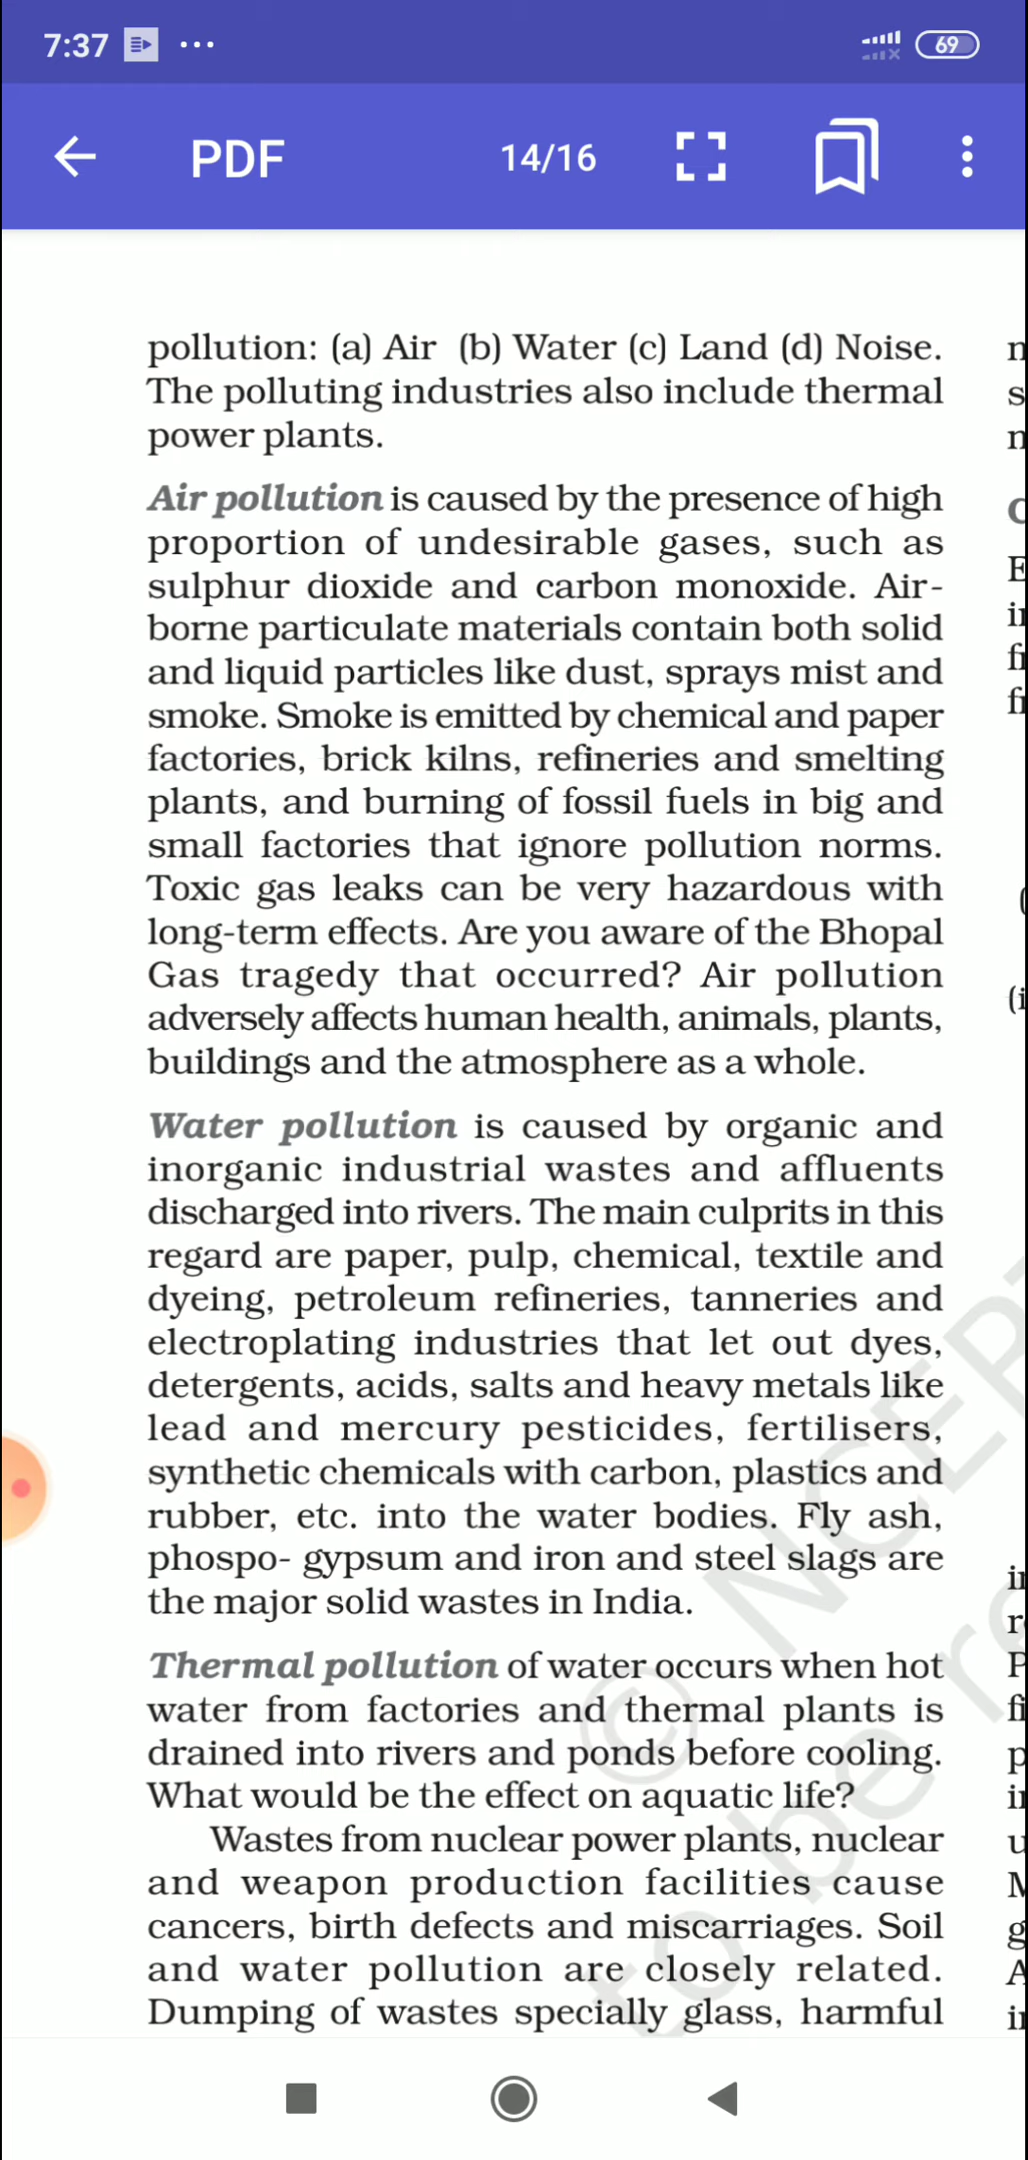 7:37
69
PDF
14/16
pollution: (a) Air (b) Water (c) Land (d) Noise.
The polluting industries also include thermal
power plants.
Air pollution is caused by the presence of high
proportion of undesirable gases, such as
sulphur dioxide and carbon monoxide. Air-
borne particulate materials contain both solid
and liquid particles like dust, sprays mist and
smoke. Smoke is emitted by chemical and paper
factories, brick kilns, refineries and smelting
plants, and burning of fossil fuels in big and
small factories that ignore pollution norms.
Toxic gas leaks can be very hazardous with
long-term effects. Are you aware of the Bhopal
Gas tragedy that occurred? Air pollution
adversely affects human health, animals, plants,
buildings and the atmosphere as a whole.
Water pollution is caused by organic and
inorganic industrial wastes and affluents
discharged into rivers. The main culprits in this
regard are paper, pulp, chemical, textile and
dyeing, petroleum refineries, tanneries and
electroplating industries that let out dyes,
detergents, acids, salts and heavy metals like
lead and mercury pesticides, fertilisers,
synthetic chemicals with carbon, plastics and
rubber, etc. into the water bodies. Fly ash,
phospo- gypsum and iron and steel slags are
the major solid wastes in India.
Thermal pollution of water occurs when hot
water from factories and thermal plants is
drained into rivers and ponds before cooling.
What would be the effect on aquatic life?
Wastes from nuclear power plants, nuclear
and weapon production facilities cause
cancers, birth defects and miscarriages. Soil
and water pollution are closely related.
Dumping of wastes specially glass, harmful